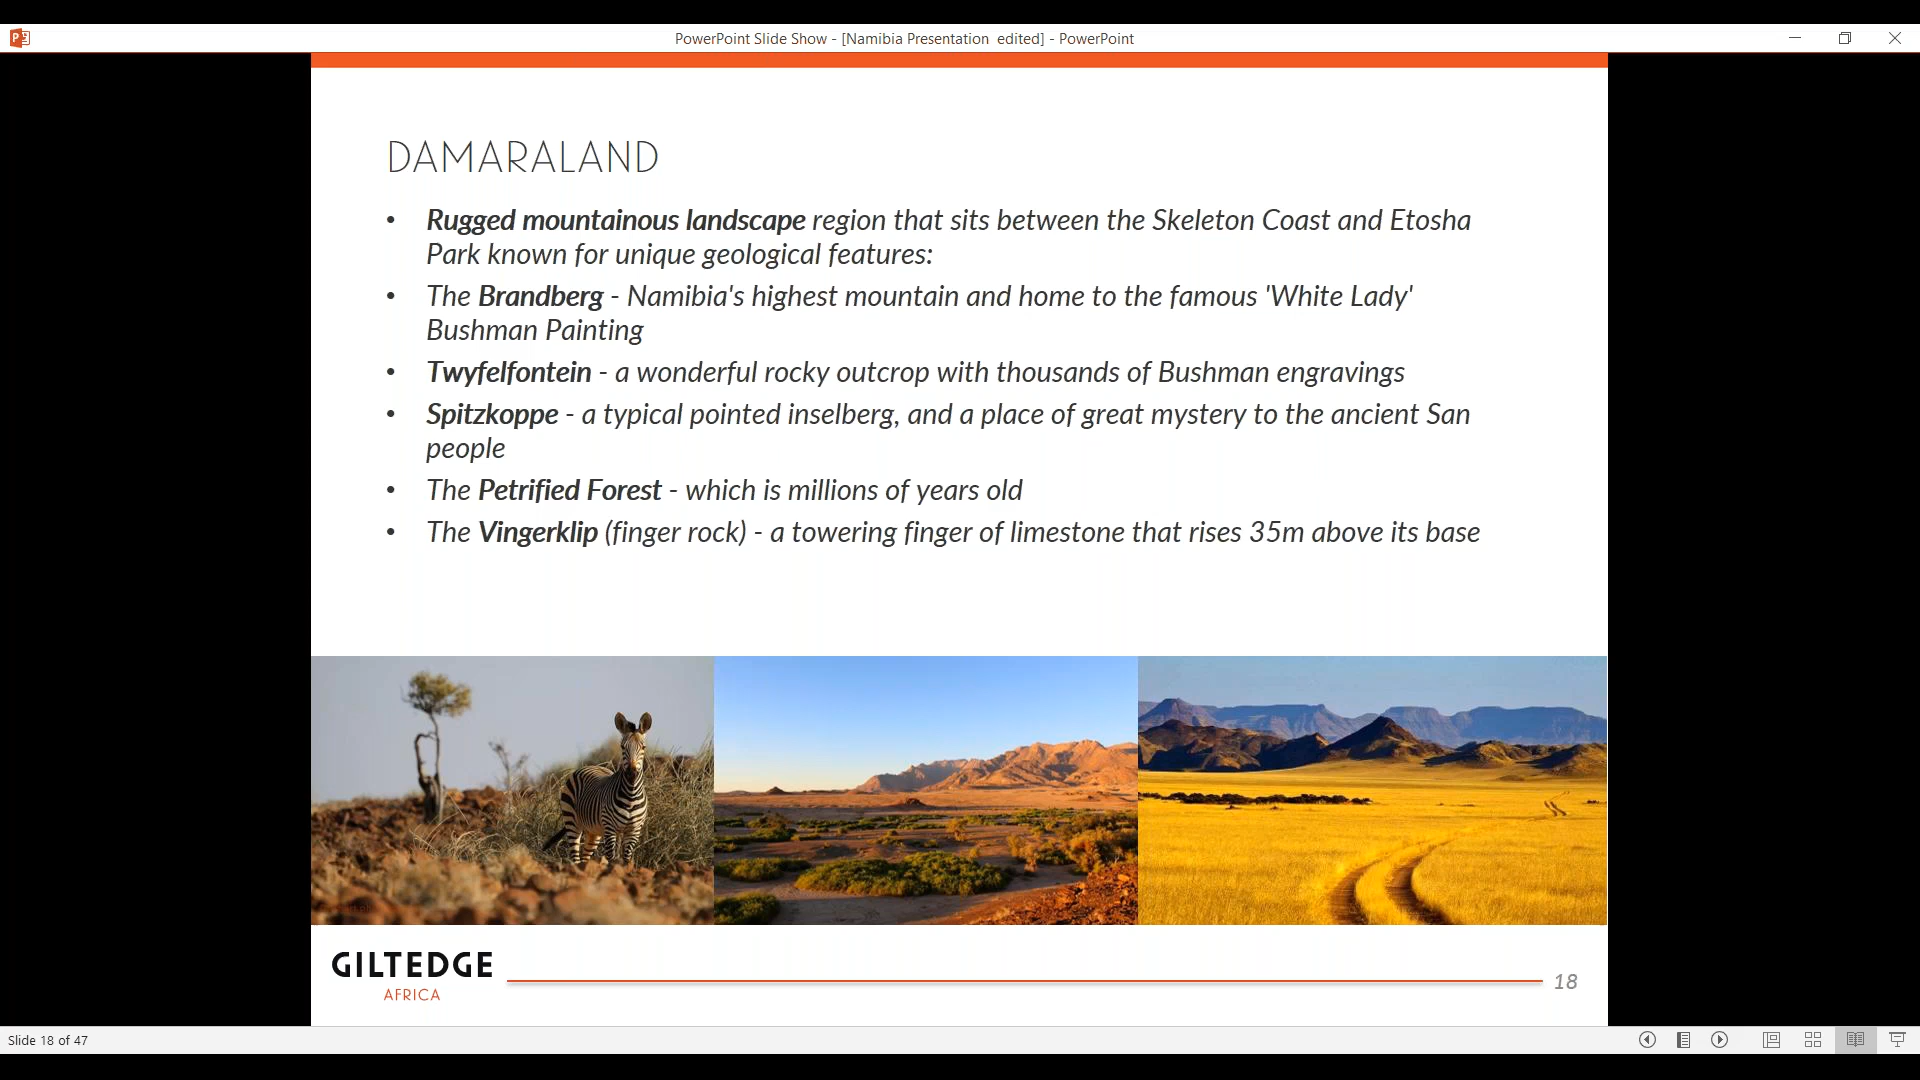 PowerPoint Slide Show - [Namibia Presentation  edited] - PowerPoint
DAMARALAND
• Rugged mountainous landscape region that sits between the Skeleton Coast and Etosha
Park known for unique geological features:
• The Brandberg - Namibia's highest mountain and home to the famous 'White Lady'
Bushman Painting
• Twyfelfontein - a wonderful rocky outcrop with thousands of Bushman engravings
• Spitzkoppe - a typical pointed inselberg, and a place of great mystery to the ancient San
people
• The Petrified Forest - which is millions of years old
• The Vingerklip (finger rock) - a towering finger of limestone that rises 35m above its base
GILTEDGE
AFRICA
18
Slide 18 of 47